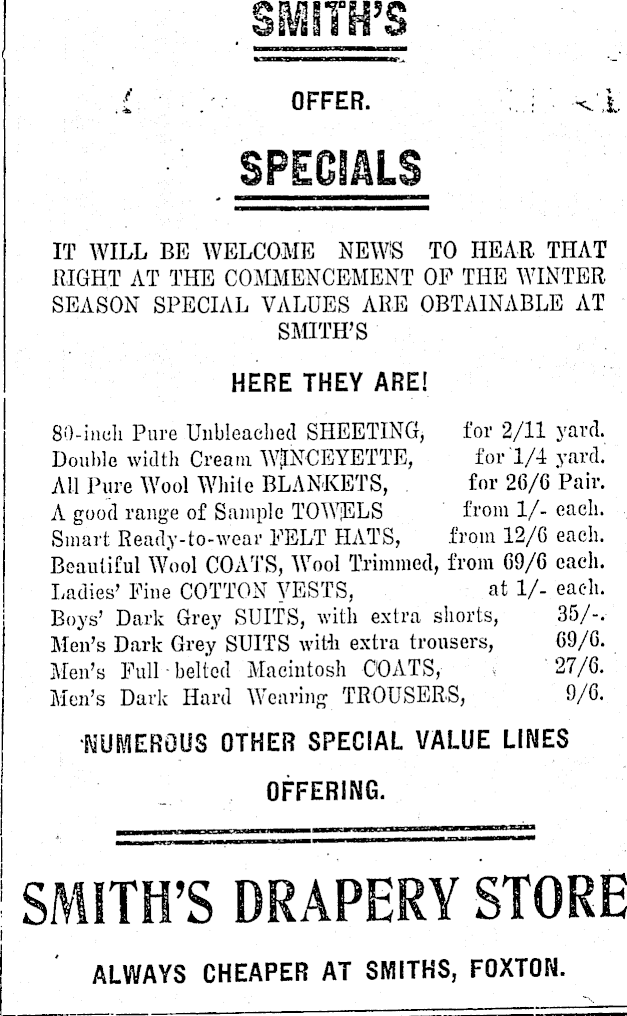 SMITH'S
OFFER.
SPECIALS
IT WILL BE WELCOME NEWS TO HEAR THAT
RIGHT AT THE COMMENCEMENT OF THE WINTER
SEASON SPECIAL VALUES ARE OBTAINABLE AT
SMITH'S
HERE THEY ARE!
80-inch Pure Unbleached SHEETING, for 2/11 yard.
Double width Cream WINCEYETTE, for 1/4 yard.
All Pure Wool White BLANKETS, for 26/6 Pair.
A good range of Sample TOWELS from 1/- each.
Smart Ready-to-wear FELT HATS, from 12/6 each.
Beautiful Wool COATS, Wool Trimmed, from 69/6 each.
Ladies' Fine COTTON VESTS, at 1/- each.
Boys' Dark Grey SUITS, with extra shorts, 35/-.
Men's Dark Grey SUITS with extra trousers, 69/6.
Men's Full belted Macintosh COATS, 27/6.
Men's Dark Hard Wearing TROUSERS, 9/6.
NUMEROUS OTHER SPECIAL VALUE LINES
OFFERING.
SMITH'S DRAPERY STORE
ALWAYS CHEAPER AT SMITHS, FOXTON.